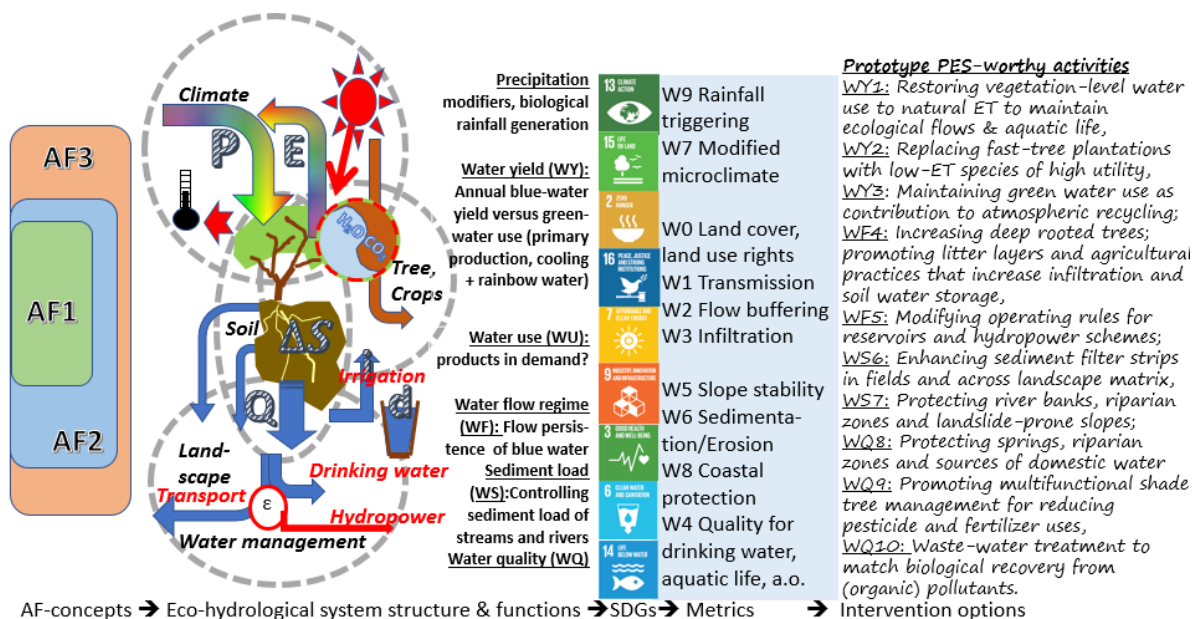 AF3
AF1
AF2
Climate
P
E
H₂O
CO₂
Tree,
Crops
Soil
ΔS
Irrigation
Q
I
d
Land-
scape
Drinking water
Transport
ε
Hydropower
Water management
Precipitation
modifiers, biological
rainfall generation
Water yield (WY):
Annual blue-water
yield versus green-
water use (primary
production, cooling
+ rainbow water)
Water use (WU):
products in demand?
Water flow regime
(WF): Flow persis-
tence of blue water
Sediment load
(WS):Controlling
sediment load of
streams and rivers
Water quality (WQ)
13 CLIMATE
ACTION
15 LIFE
ON LAND
2 ZERO
HUNGER
16 PEACE, JUSTICE
AND STRONG
INSTITUTIONS
7 AFFORDABLE AND
CLEAN ENERGY
9 INDUSTRY, INNOVATION
AND INFRASTRUCTURE
3 GOOD HEALTH
AND WELL-BEING
6 CLEAN WATER
AND SANITATION
14 LIFE
BELOW WATER
W9 Rainfall
triggering
W7 Modified
microclimate
W0 Land cover,
land use rights
W1 Transmission
W2 Flow buffering
W3 Infiltration
W5 Slope stability
W6 Sedimenta-
tion/Erosion
W8 Coastal
protection
W4 Quality for
drinking water,
aquatic life, a.o.
Prototype PES-worthy activities
WY1: Restoring vegetation-level water
use to natural ET to maintain
ecological flows & aquatic life,
WY2: Replacing fast-tree plantations
with low-ET species of high utility,
WY3: Maintaining green water use as
contribution to atmospheric recycling;
WF4: Increasing deep rooted trees;
promoting litter layers and agricultural
practices that increase infiltration and
soil water storage,
WF5: Modifying operating rules for
reservoirs and hydropower schemes;
WS6: Enhancing sediment filter strips
in fields and across landscape matrix,
WS7: Protecting river banks, riparian
zones and landslide-prone slopes;
WQ8: Protecting springs, riparian
zones and sources of domestic water
WQ9: Promoting multifunctional shade
tree management for reducing
pesticide and fertilizer uses,
WQ10: Waste-water treatment to
match biological recovery from
(organic) pollutants.
AF-concepts → Eco-hydrological system structure & functions → SDGs → Metrics → Intervention options